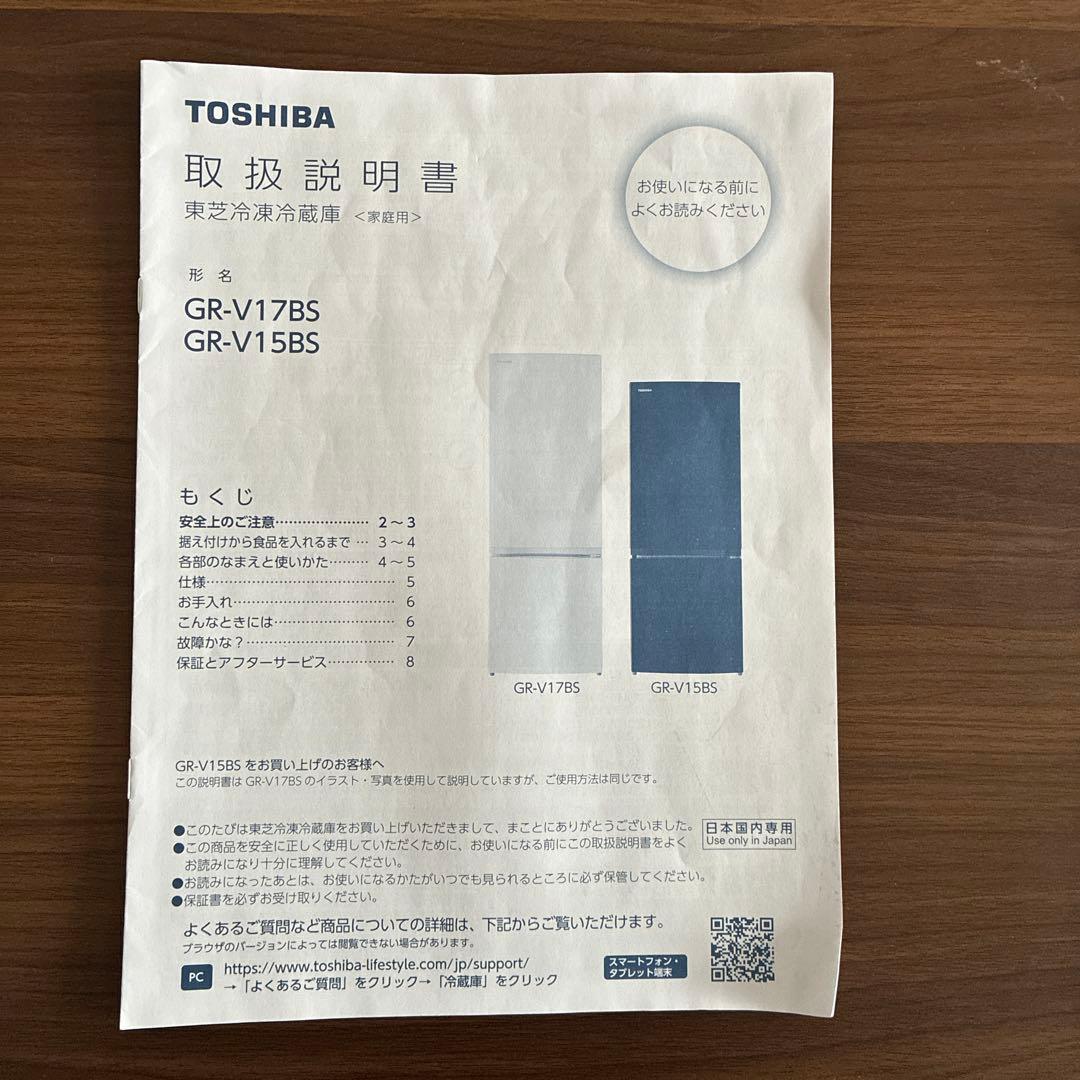 TOSHIBA
取扱説明書
東芝冷凍冷蔵庫 <家庭用>
お使いになる前に
よくお読みください
形名
GR-V17BS
GR-V15BS
TOSHIBA
もくじ
安全上のご注意…………………… 2～3
据え付けから食品を入れるまで… 3～4
各部のなまえと使いかた……… 4～5
仕様…………………………………… 5
お手入れ……………………………… 6
こんなときには……………………… 6
故障かな？…………………………… 7
保証とアフターサービス…………… 8
GR-V17BS
GR-V15BS
GR-V15BS をお買い上げのお客様へ
この説明書は GR-V17BS のイラスト・写真を使用して説明していますが、ご使用方法は同じです。
●このたびは東芝冷凍冷蔵庫をお買い上げいただきまして、まことにありがとうございました。
●この商品を安全に正しく使用していただくために、お使いになる前にこの取扱説明書をよく
お読みになり十分に理解してください。
●お読みになったあとは、お使いになるかたがいつでも見られるところに必ず保管してください。
●保証書を必ずお受け取りください。
日本国内専用
Use only in Japan
よくあるご質問など商品についての詳細は、下記からご覧いただけます。
ブラウザのバージョンによっては閲覧できない場合があります。
PC
https://www.toshiba-lifestyle.com/jp/support/
→「よくあるご質問」をクリック→「冷蔵庫」をクリック
スマートフォン・
タブレット端末